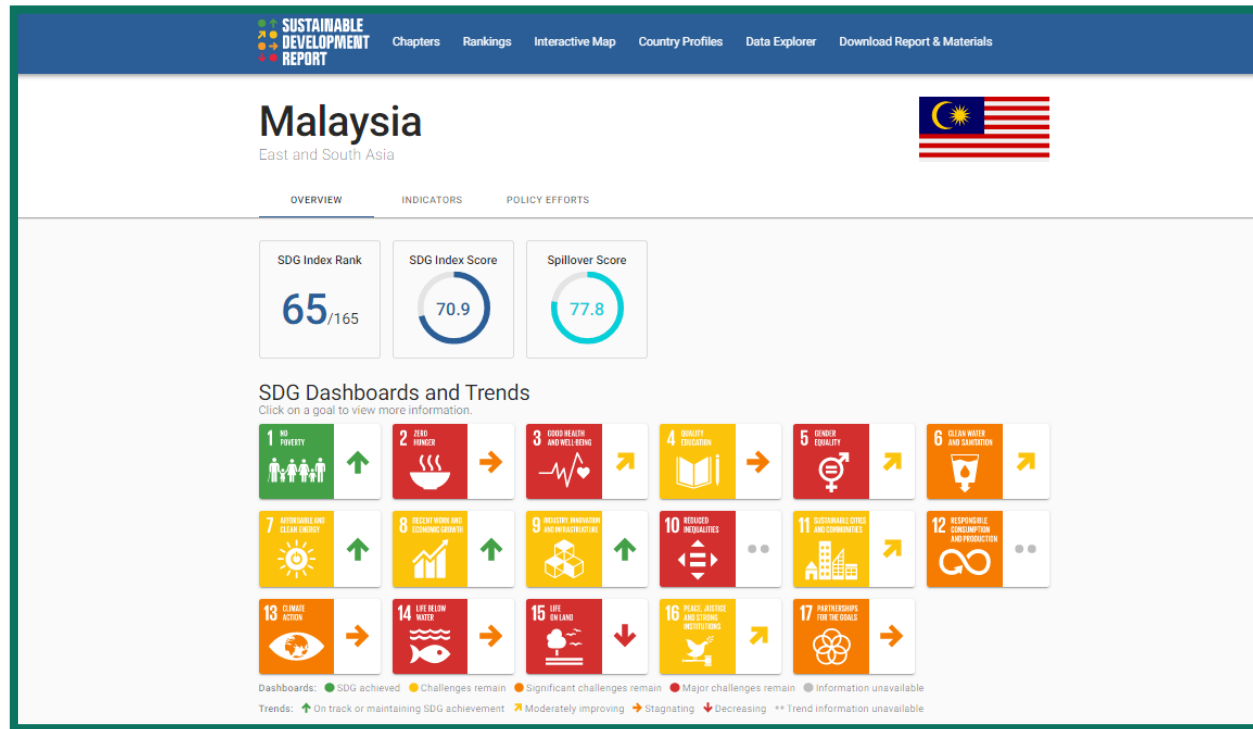 SUSTAINABLE
DEVELOPMENT
REPORT
Chapters Rankings Interactive Map Country Profiles Data Explorer Download Report & Materials
Malaysia
East and South Asia
OVERVIEW INDICATORS POLICY EFFORTS
SDG Index Rank
65/165
SDG Index Score
70.9
Spillover Score
77.8
SDG Dashboards and Trends
Click on a goal to view more information.
1 NO
POVERTY
2 ZERO
HUNGER
3 GOOD HEALTH
AND WELL-BEING
4 QUALITY
EDUCATION
5 GENDER
EQUALITY
6 CLEAN WATER
AND SANITATION
7 AFFORDABLE AND
CLEAN ENERGY
8 DECENT WORK AND
ECONOMIC GROWTH
9 INDUSTRY, INNOVATION
AND INFRASTRUCTURE
10 REDUCED
INEQUALITIES
11 SUSTAINABLE CITIES
AND COMMUNITIES
12 RESPONSIBLE
CONSUMPTION
AND PRODUCTION
13 CLIMATE
ACTION
14 LIFE BELOW
WATER
15 LIFE
ON LAND
16 PEACE, JUSTICE
AND STRONG
INSTITUTIONS
17 PARTNERSHIPS
FOR THE GOALS
Dashboards: SDG achieved Challenges remain Significant challenges remain Major challenges remain Information unavailable
Trends: On track or maintaining SDG achievement Moderately improving Stagnating Decreasing Trend information unavailable